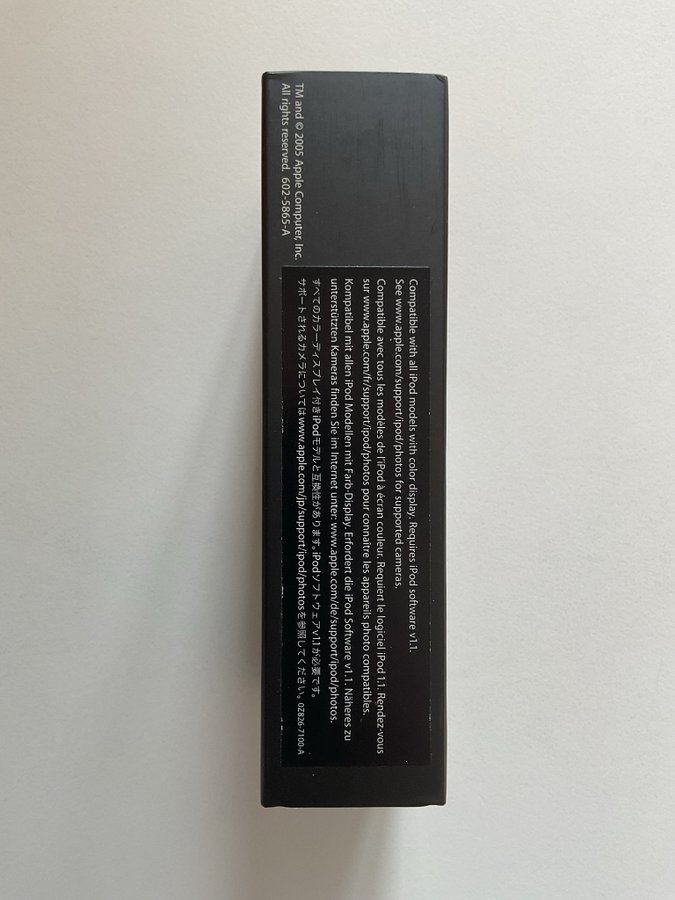 TM and © 2005 Apple Computer, Inc.
All rights reserved. 602-5865-A
Compatible with all iPod models with color display. Requires iPod software v1.1.
See www.apple.com/support/ipod/photos for supported cameras.
Compatible avec tous les modèles de l'iPod à écran couleur. Requiert le logiciel iPod 1.1. Rendez-vous
sur www.apple.com/fr/support/ipod/photos pour connaître les appareils photo compatibles.
Kompatibel mit allen iPod Modellen mit Farb-Display. Erfordert die iPod Software v1.1. Näheres zu
unterstützten Kameras finden Sie im Internet unter: www.apple.com/de/support/ipod/photos.
すべてのカラーディスプレイ付きiPodモデルと互換性があります。iPodソフトウェアv1.1が必要です。
サポートされるカメラについてはwww.apple.com/jp/support/ipod/photosを参照してください。 0Z826-7100-A